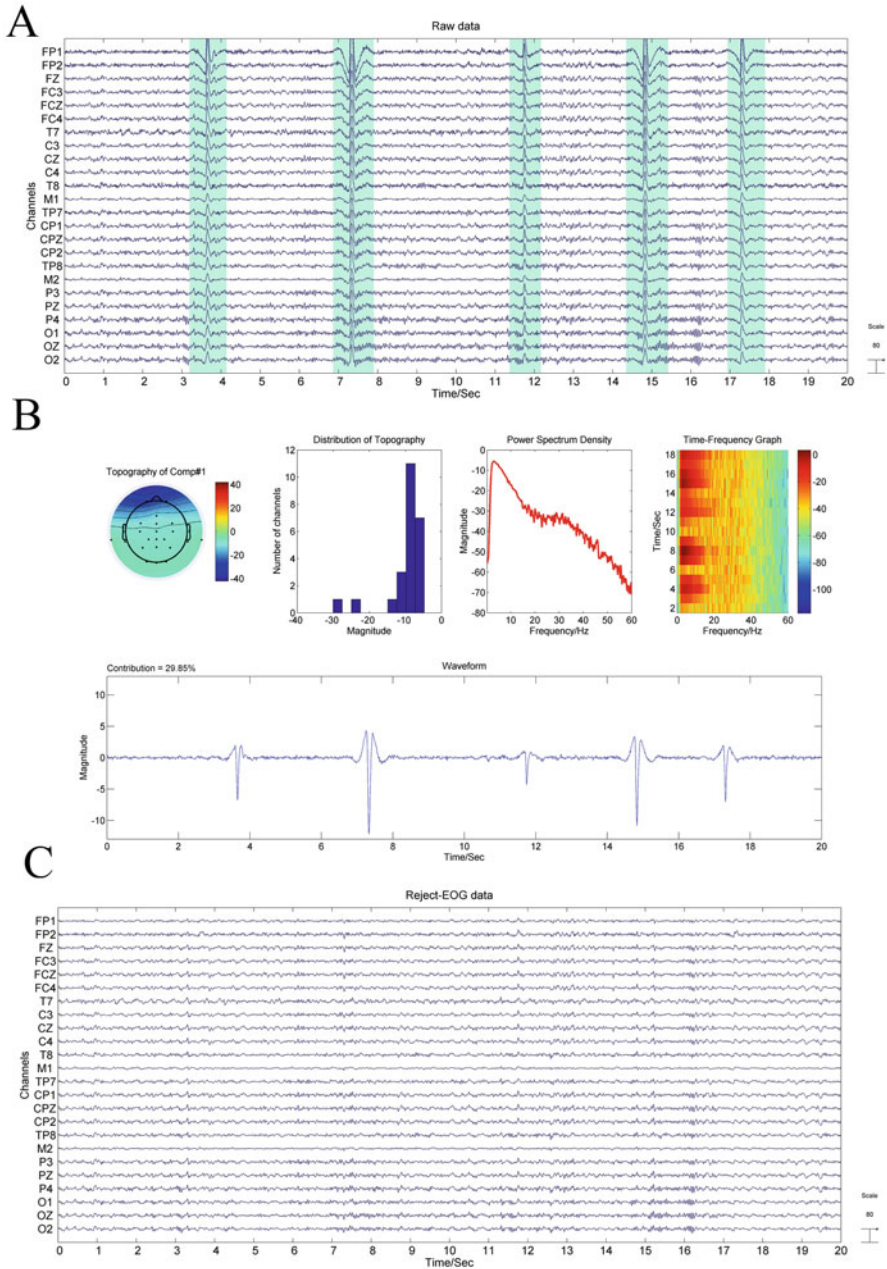 A
Raw data
FP1
FP2
FZ
FC3
FCZ
FC4
T7
C3
CZ
C4
T8
M1
TP7
CP1
CPZ
CP2
TP8
M2
P3
PZ
P4
O1
OZ
O2
Channels
0 1 2 3 4 5 6 7 8 9 10 11 12 13 14 15 16 17 18 19 20
Time/Sec
Scale
80
B
Topography of Comp#1
40
20
0
-20
-40
Distribution of Topography
12
10
8
6
4
2
0
Number of channels
-40 -30 -20 -10 0
Magnitude
Power Spectrum Density
0
-10
-20
-30
-40
-50
-60
-70
-80
Magnitude
10 20 30 40 50 60
Frequency/Hz
Time-Frequency Graph
18
16
14
12
10
8
6
4
2
Time/Sec
0 20 40 60
Frequency/Hz
0
-20
-40
-60
-80
-100
Contribution = 29.85%
Waveform
10
5
0
-5
-10
Magnitude
0 2 4 6 8 10 12 14 16 18 20
Time/Sec
C
Reject-EOG data
FP1
FP2
FZ
FC3
FCZ
FC4
T7
C3
CZ
C4
T8
M1
TP7
CP1
CPZ
CP2
TP8
M2
P3
PZ
P4
O1
OZ
O2
Channels
0 1 2 3 4 5 6 7 8 9 10 11 12 13 14 15 16 17 18 19 20
Time/Sec
Scale
80